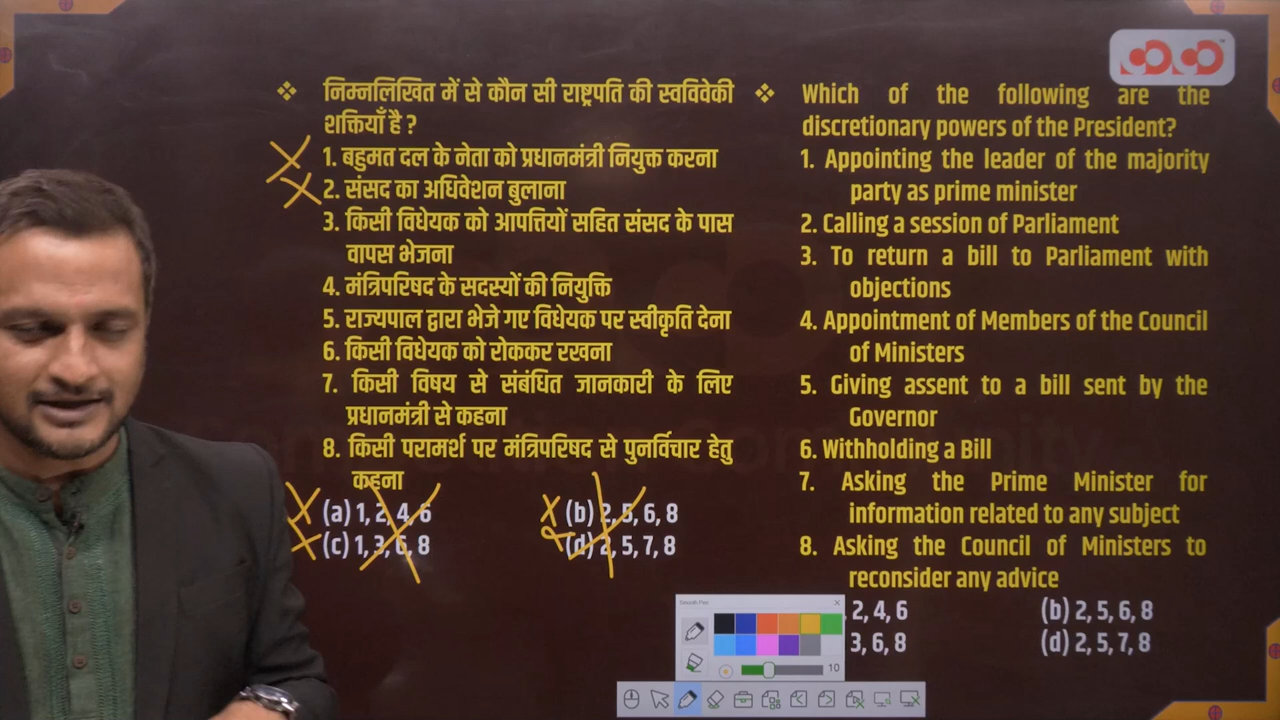 ❖ निम्नलिखित में से कौन सी राष्ट्रपति की स्वविवेकी
शक्तियाँ है ?
1. बहुमत दल के नेता को प्रधानमंत्री नियुक्त करना
2. संसद का अधिवेशन बुलाना
3. किसी विधेयक को आपत्तियों सहित संसद के पास
वापस भेजना
4. मंत्रिपरिषद के सदस्यों की नियुक्ति
5. राज्यपाल द्वारा भेजे गए विधेयक पर स्वीकृति देना
6. किसी विधेयक को रोककर रखना
7. किसी विषय से संबंधित जानकारी के लिए
प्रधानमंत्री से कहना
8. किसी परामर्श पर मंत्रिपरिषद से पुनर्विचार हेतु
कहना
(a) 1, 2, 4, 6 (b) 2, 5, 6, 8
(c) 1, 3, 6, 8 (d) 2, 5, 7, 8
❖ Which of the following are the
discretionary powers of the President?
1. Appointing the leader of the majority
party as prime minister
2. Calling a session of Parliament
3. To return a bill to Parliament with
objections
4. Appointment of Members of the Council
of Ministers
5. Giving assent to a bill sent by the
Governor
6. Withholding a Bill
7. Asking the Prime Minister for
information related to any subject
8. Asking the Council of Ministers to
reconsider any advice
2, 4, 6 (b) 2, 5, 6, 8
3, 6, 8 (d) 2, 5, 7, 8
Smooth Pen
10